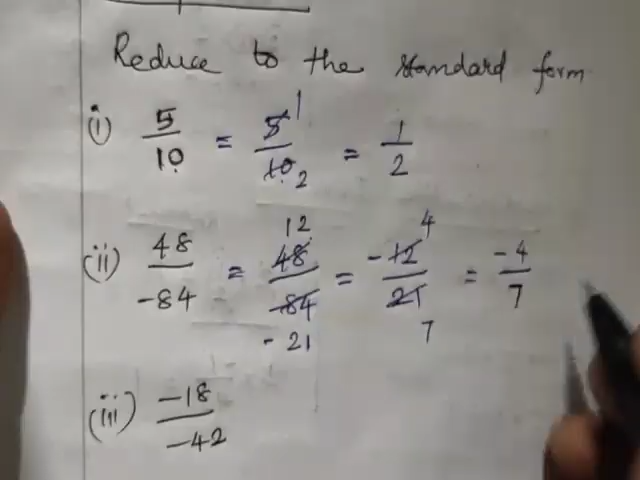 Reduce to the standard form
(i) 5/10 = 5 1/10 2 = 1/2
(ii) 48/-84 = 48 12/-84 -21 = -12 4/21 7 = -4/7
(iii) -18/-42